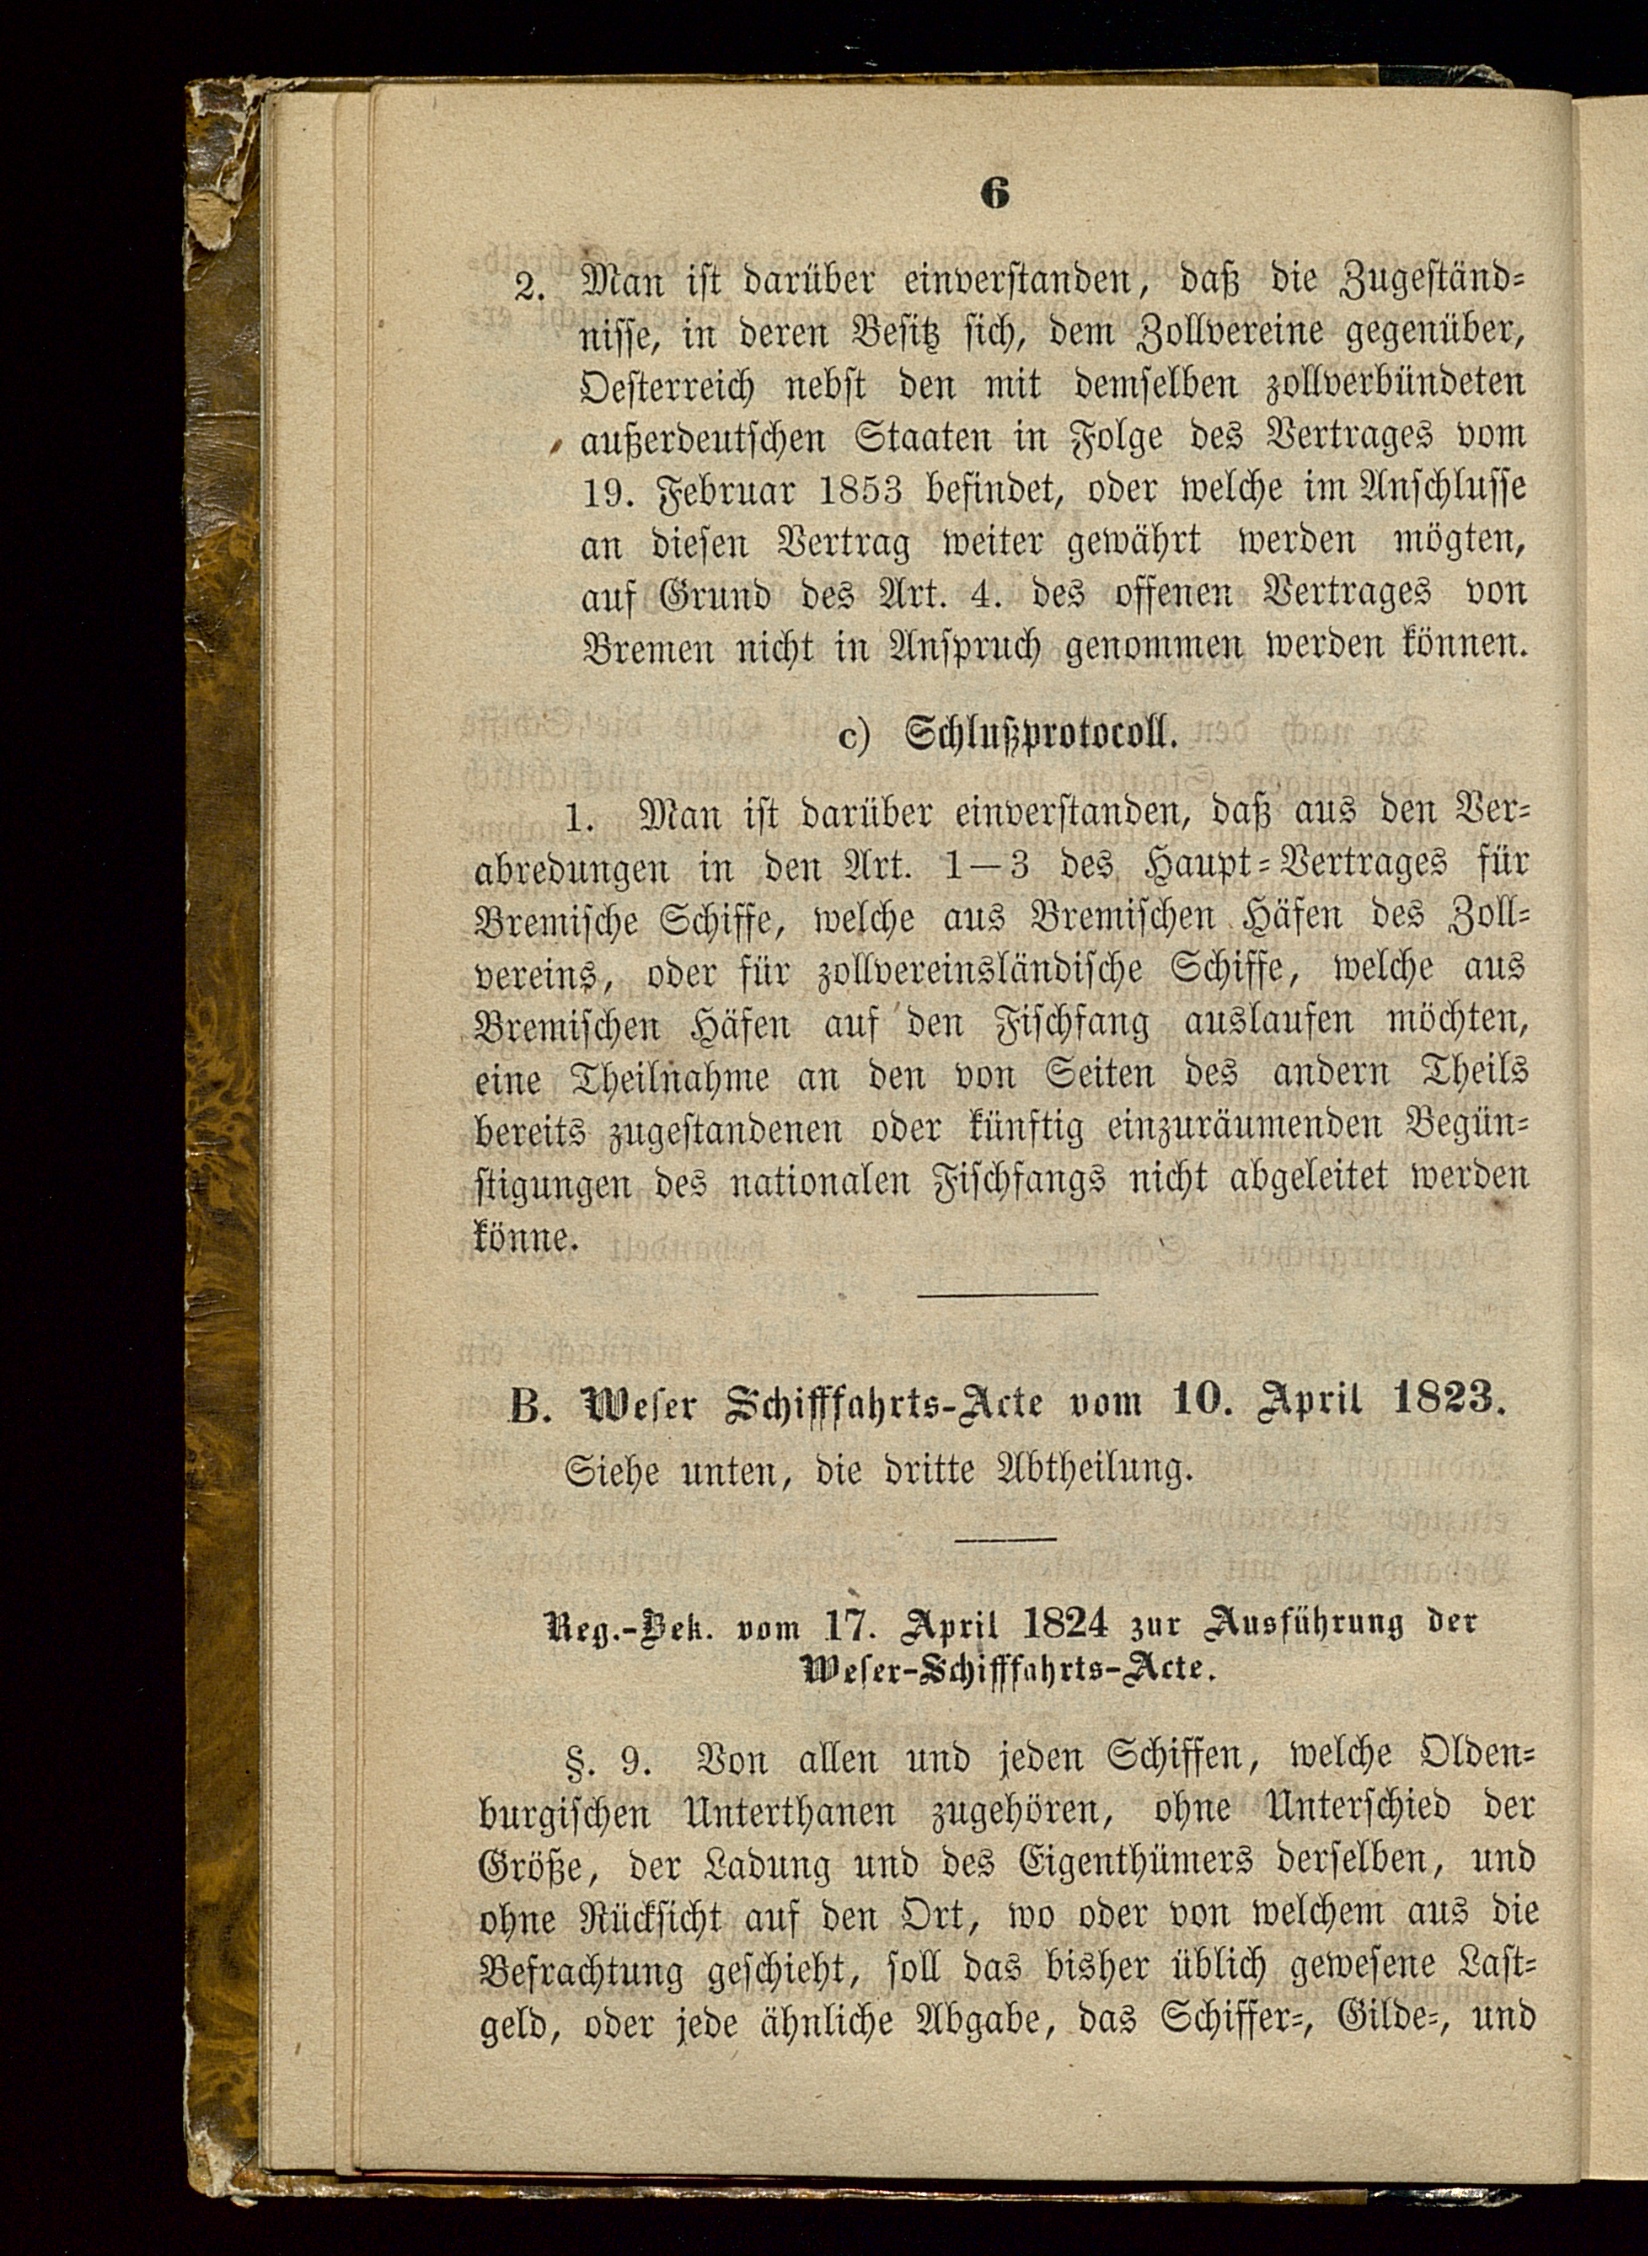 6
2. Man ist darüber einverstanden, daß die Zugeständ-
nisse, in deren Besitz sich, dem Zollvereine gegenüber,
Oesterreich nebst den mit demselben zollverbündeten
außerdeutschen Staaten in Folge des Vertrages vom
19. Februar 1853 befindet, oder welche im Anschlusse
an diesen Vertrag weiter gewährt werden mögten,
auf Grund des Art. 4. des offenen Vertrages von
Bremen nicht in Anspruch genommen werden können.
c) Schlußprotocoll.
1. Man ist darüber einverstanden, daß aus den Ver-
abredungen in den Art. 1—3 des Haupt-Vertrages für
Bremische Schiffe, welche aus Bremischen Häfen des Zoll-
vereins, oder für zollvereinsländische Schiffe, welche aus
Bremischen Häfen auf den Fischfang auslaufen möchten,
eine Theilnahme an den von Seiten des andern Theils
bereits zugestandenen oder künftig einzuräumenden Begün-
stigungen des nationalen Fischfangs nicht abgeleitet werden
könne.
B. Weser Schifffahrts-Acte vom 10. April 1823.
Siehe unten, die dritte Abtheilung.
Reg.-Bek. vom 17. April 1824 zur Ausführung der
Weser-Schifffahrts-Acte.
§. 9. Von allen und jeden Schiffen, welche Olden-
burgischen Unterthanen zugehören, ohne Unterschied der
Größe, der Ladung und des Eigenthümers derselben, und
ohne Rücksicht auf den Ort, wo oder von welchem aus die
Befrachtung geschieht, soll das bisher üblich gewesene Last-
geld, oder jede ähnliche Abgabe, das Schiffer-, Gilde-, und